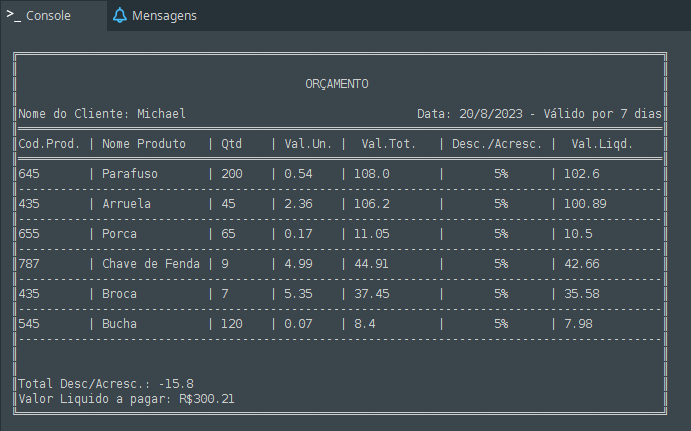 >_ Console Mensagens
ORÇAMENTO
Nome do Cliente: Michael Data: 20/8/2023 - Válido por 7 dias
Cod.Prod. | Nome Produto | Qtd | Val.Un. | Val.Tot. | Desc./Acresc. | Val.Liqd.
645 | Parafuso | 200 | 0.54 | 108.0 | 5% | 102.6
435 | Arruela | 45 | 2.36 | 106.2 | 5% | 100.89
655 | Porca | 65 | 0.17 | 11.05 | 5% | 10.5
787 | Chave de Fenda | 9 | 4.99 | 44.91 | 5% | 42.66
435 | Broca | 7 | 5.35 | 37.45 | 5% | 35.58
545 | Bucha | 120 | 0.07 | 8.4 | 5% | 7.98
Total Desc/Acresc.: -15.8
Valor Liquido a pagar: R$300.21